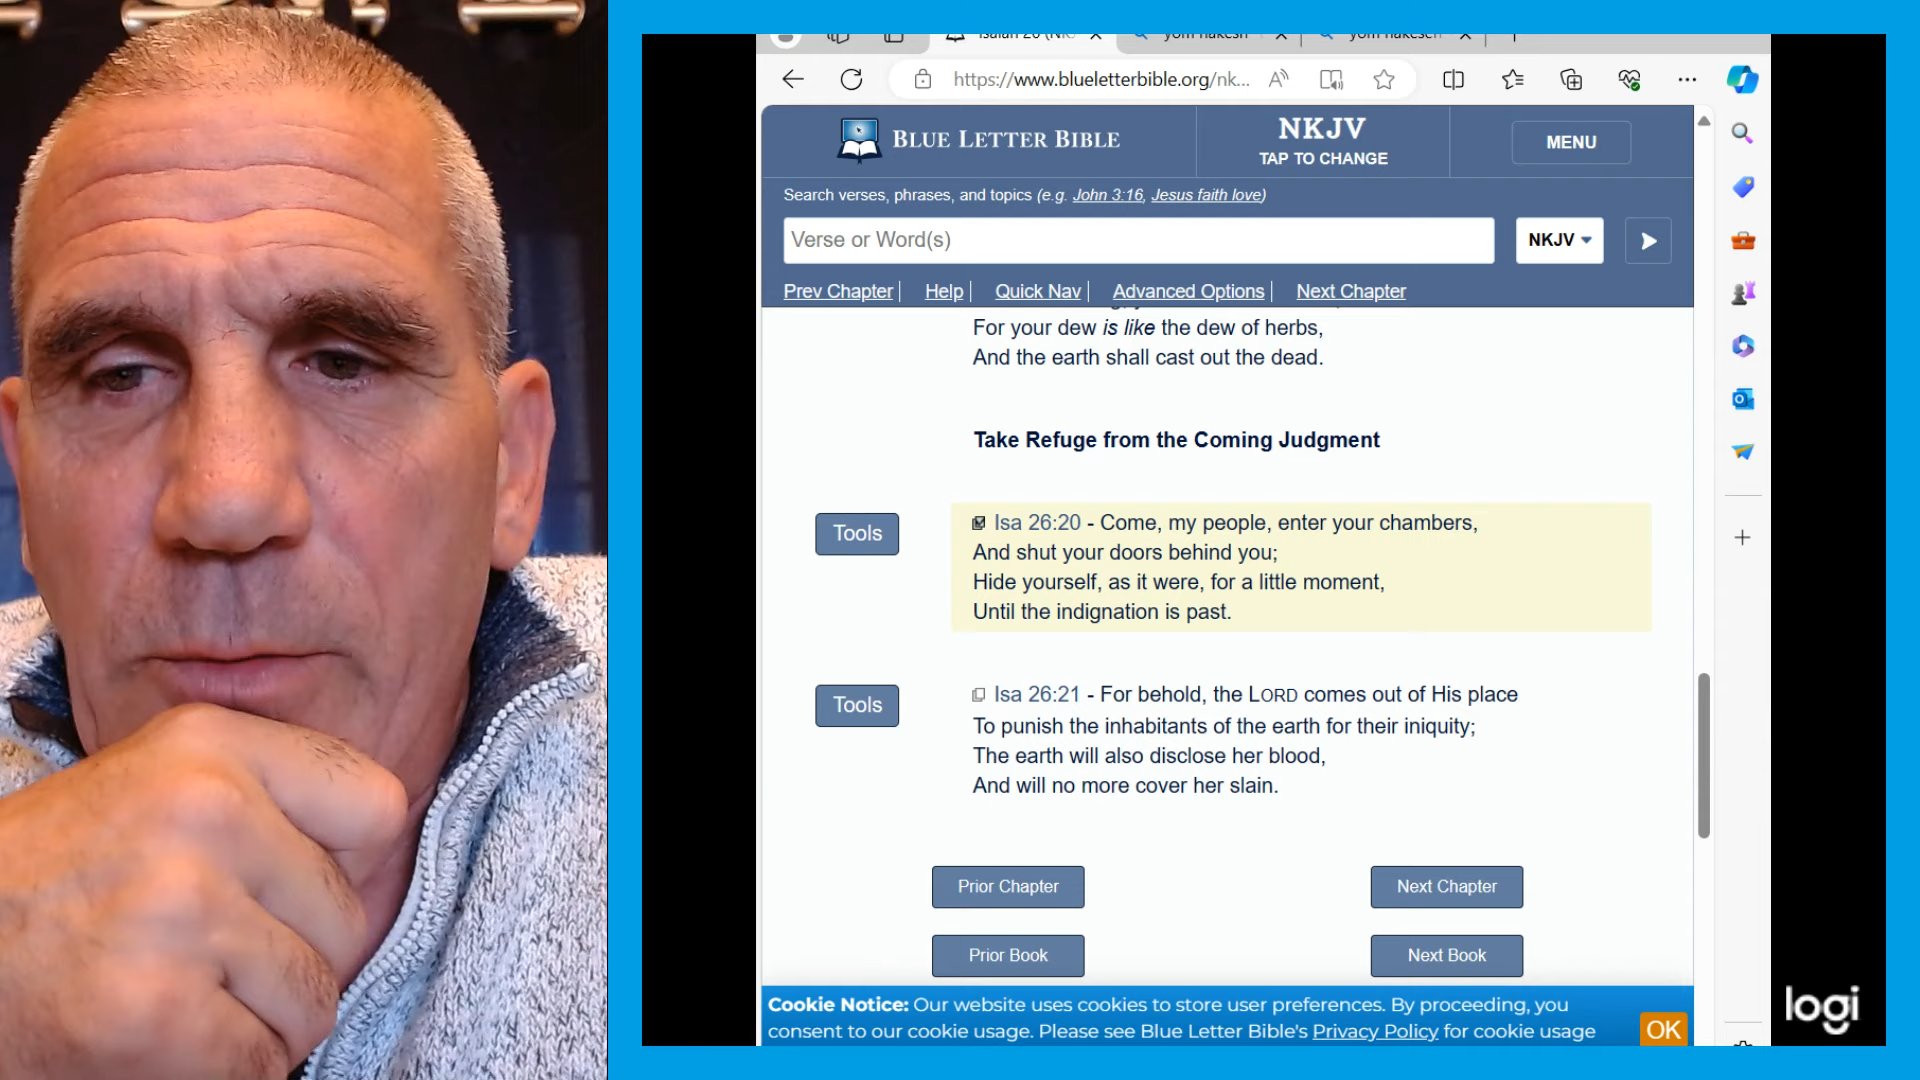 Isaiah 26 (NK
yom hakesh
yom hakeseh
https://www.blueletterbible.org/nk...
BLUE LETTER BIBLE
NKJV
TAP TO CHANGE
MENU
Search verses, phrases, and topics (e.g. John 3:16, Jesus faith love)
Verse or Word(s)
NKJV
Prev Chapter
Help
Quick Nav
Advanced Options
Next Chapter
For your dew is like the dew of herbs,
And the earth shall cast out the dead.
Take Refuge from the Coming Judgment
Tools
Isa 26:20 - Come, my people, enter your chambers,
And shut your doors behind you;
Hide yourself, as it were, for a little moment,
Until the indignation is past.
Tools
Isa 26:21 - For behold, the LORD comes out of His place
To punish the inhabitants of the earth for their iniquity;
The earth will also disclose her blood,
And will no more cover her slain.
Prior Chapter
Next Chapter
Prior Book
Next Book
Cookie Notice: Our website uses cookies to store user preferences. By proceeding, you
consent to our cookie usage. Please see Blue Letter Bible's Privacy Policy for cookie usage
OK
logi